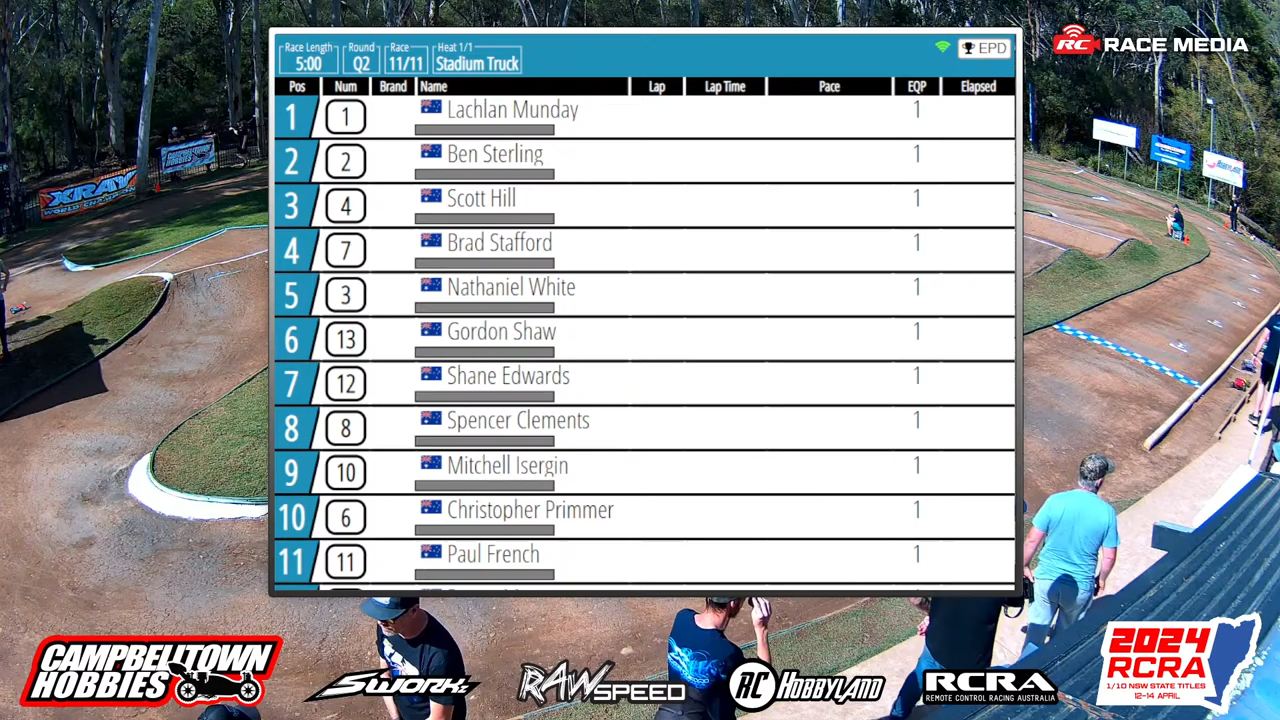 RC RACE MEDIA
Race Length 5:00
Round Q2
Race 11/11
Heat 1/1 Stadium Truck
EPD
Pos Num Brand Name Lap Lap Time Pace EQP Elapsed
1 1 Lachlan Munday 1
2 2 Ben Sterling 1
3 4 Scott Hill 1
4 7 Brad Stafford 1
5 3 Nathaniel White 1
6 13 Gordon Shaw 1
7 12 Shane Edwards 1
8 8 Spencer Clements 1
9 10 Mitchell Isergin 1
10 6 Christopher Primmer 1
11 11 Paul French 1
CAMPBELLTOWN
HOBBIES
XRAY
WORLD CHAMPION
CAMPBELLTOWN
HOBBIES
SWORKz
RAW SPEED
RC HOBBYLAND
RCRA
REMOTE CONTROL RACING AUSTRALIA
2024
RCRA
1/10 NSW STATE TITLES
12-14 APRIL